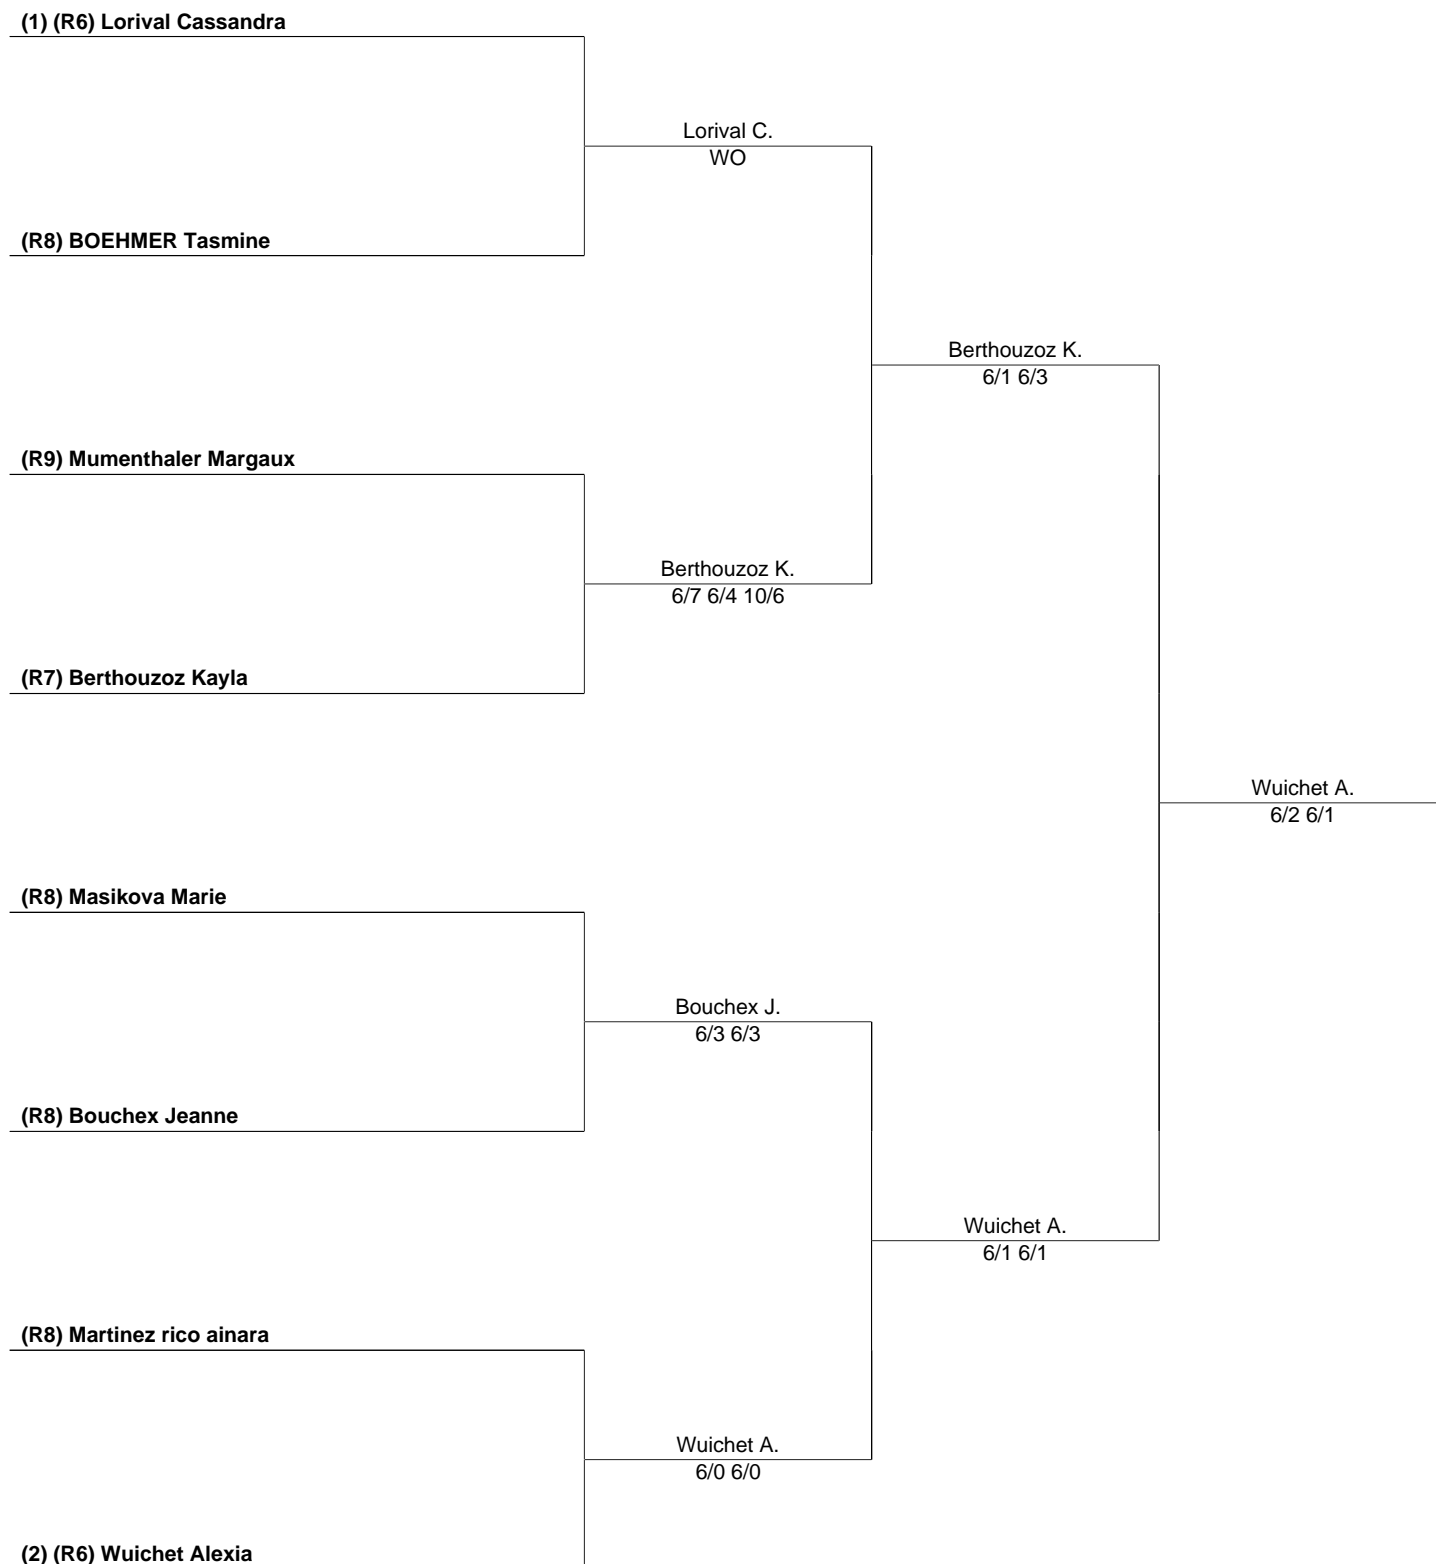 (1) (R6) Lorival Cassandra
Lorival C.
WO
(R8) BOEHMER Tasmine
Berthouzoz K.
6/1 6/3
(R9) Mumenthaler Margaux
Berthouzoz K.
6/7 6/4 10/6
(R7) Berthouzoz Kayla
Wuichet A.
6/2 6/1
(R8) Masikova Marie
Bouchex J.
6/3 6/3
(R8) Bouchex Jeanne
Wuichet A.
6/1 6/1
(R8) Martinez rico ainara
Wuichet A.
6/0 6/0
(2) (R6) Wuichet Alexia